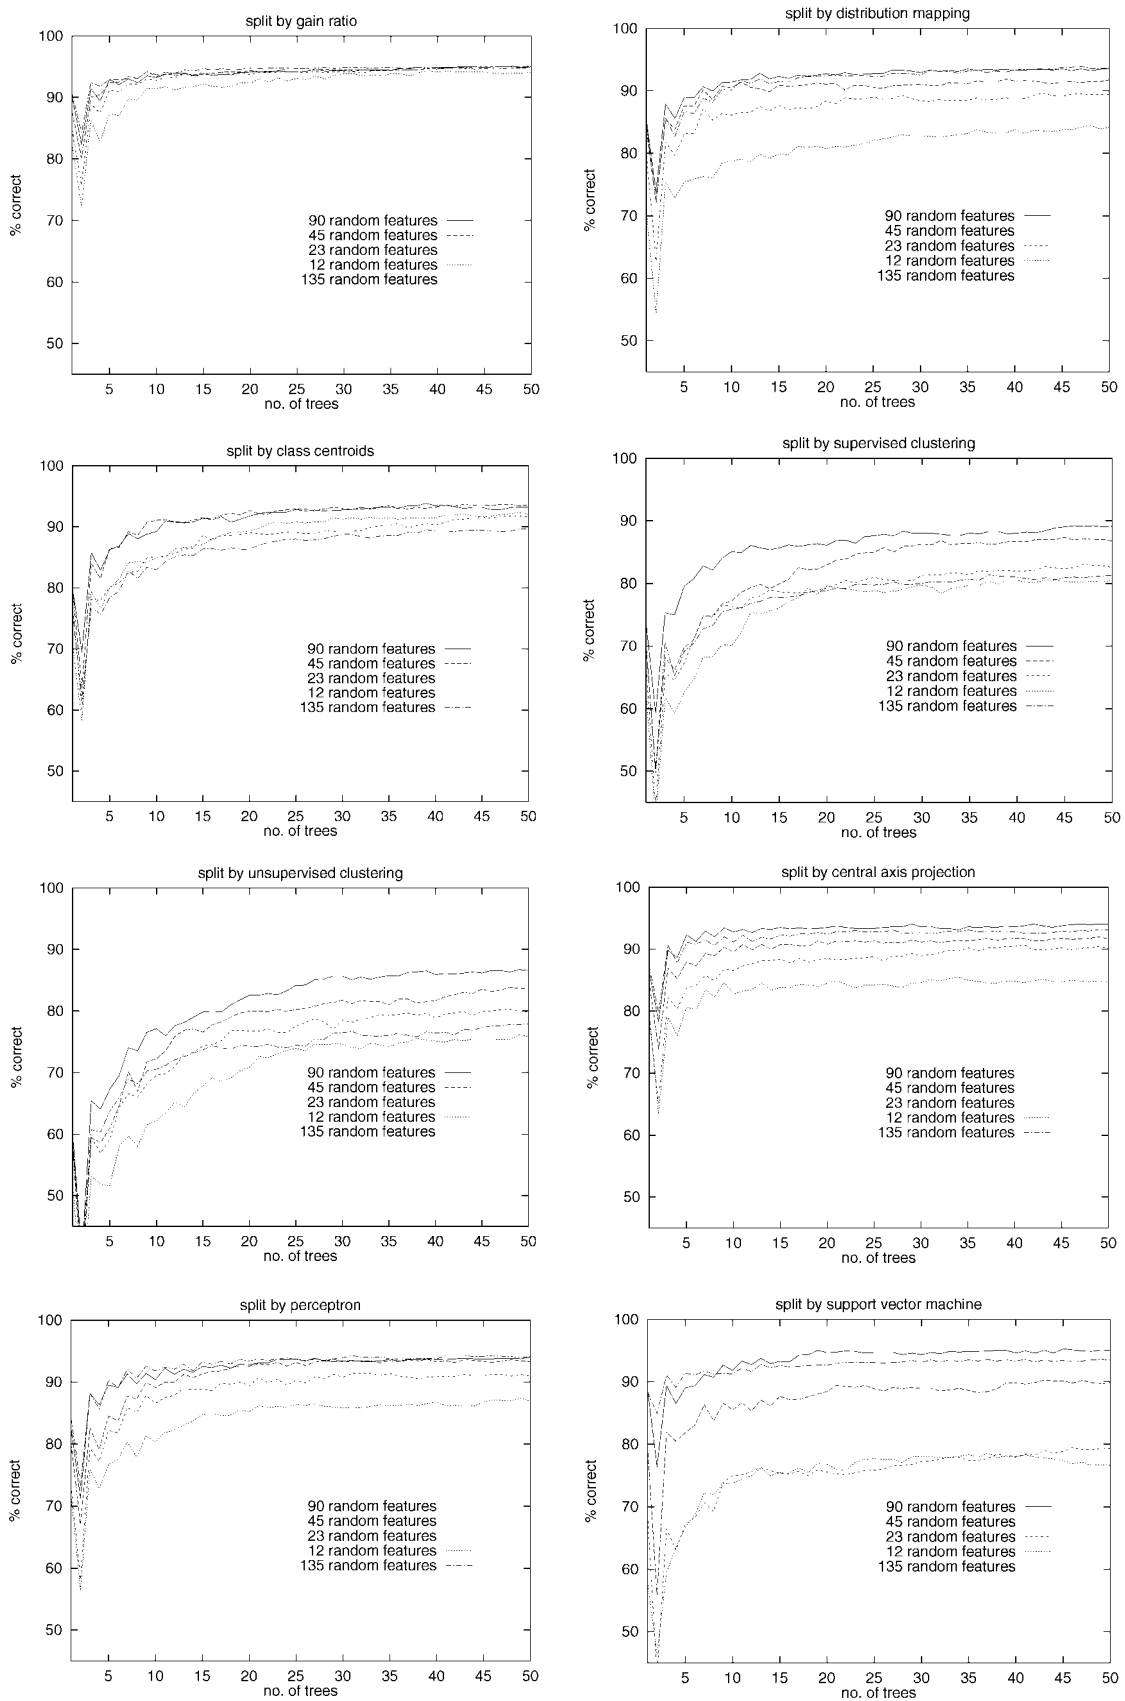 split by gain ratio
100
90
80
70
60
50
% correct
90 random features
45 random features
23 random features
12 random features
135 random features
5 10 15 20 25 30 35 40 45 50
no. of trees
split by distribution mapping
100
90
80
70
60
50
% correct
90 random features
45 random features
23 random features
12 random features
135 random features
5 10 15 20 25 30 35 40 45 50
no. of trees
split by class centroids
100
90
80
70
60
50
% correct
90 random features
45 random features
23 random features
12 random features
135 random features
5 10 15 20 25 30 35 40 45 50
no. of trees
split by supervised clustering
100
90
80
70
60
50
% correct
90 random features
45 random features
23 random features
12 random features
135 random features
5 10 15 20 25 30 35 40 45 50
no. of trees
split by unsupervised clustering
100
90
80
70
60
50
% correct
90 random features
45 random features
23 random features
12 random features
135 random features
5 10 15 20 25 30 35 40 45 50
no. of trees
split by central axis projection
100
90
80
70
60
50
% correct
90 random features
45 random features
23 random features
12 random features
135 random features
5 10 15 20 25 30 35 40 45 50
no. of trees
split by perceptron
100
90
80
70
60
50
% correct
90 random features
45 random features
23 random features
12 random features
135 random features
5 10 15 20 25 30 35 40 45 50
no. of trees
split by support vector machine
100
90
80
70
60
50
% correct
90 random features
45 random features
23 random features
12 random features
135 random features
5 10 15 20 25 30 35 40 45 50
no. of trees